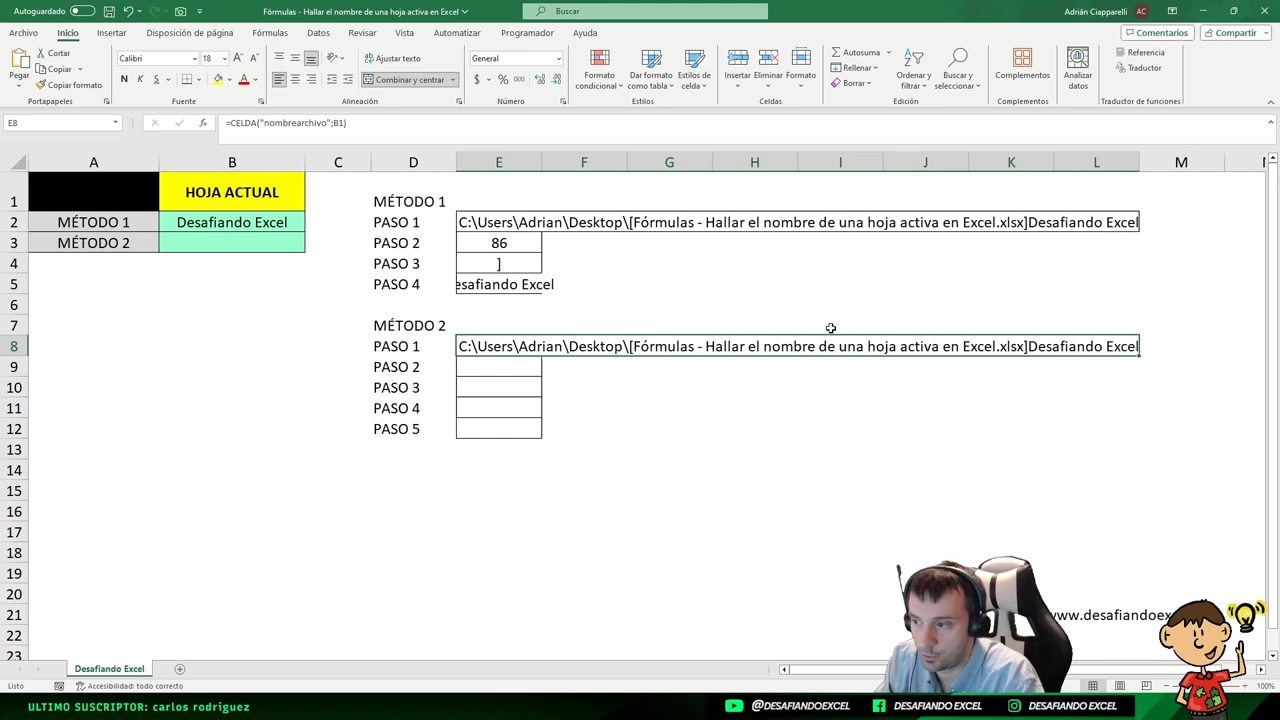 Autoguardado
Fórmulas - Hallar el nombre de una hoja activa en Excel
Buscar
Adrián Ciapparelli AC
Archivo Inicio Insertar Disposición de página Fórmulas Datos Revisar Vista Automatizar Programador Ayuda Comentarios Compartir
Cortar
Copiar
Copiar formato
Pegar
Portapapeles
Calibri 18
N K S
Fuente
Ajustar texto
Combinar y centrar
Alineación
General
$ % 000
Número
Formato condicional
Dar formato como tabla
Estilos de celda
Estilos
Insertar Eliminar Formato
Celdas
Autosuma
Rellenar
Borrar
Ordenar y filtrar
Buscar y seleccionar
Edición
Complementos
Complementos
Analizar datos
Referencia
Traductor
Traductor de funciones
E8 fx =CELDA("nombrearchivo";B1)
A B C D E F G H I J K L M
1 HOJA ACTUAL MÉTODO 1
2 MÉTODO 1 Desafiando Excel PASO 1 C:\Users\Adrian\Desktop\[Fórmulas - Hallar el nombre de una hoja activa en Excel.xlsx]Desafiando Excel
3 MÉTODO 2 PASO 2 86
4 PASO 3 ]
5 PASO 4 esafiando Excel
6
7 MÉTODO 2
8 PASO 1 C:\Users\Adrian\Desktop\[Fórmulas - Hallar el nombre de una hoja activa en Excel.xlsx]Desafiando Excel
9 PASO 2
10 PASO 3
11 PASO 4
12 PASO 5
13
14
15
16
17
18
19
20
21 www.desafiandoex
22
23
Desafiando Excel
Listo Accesibilidad: todo correcto 100%
ULTIMO SUSCRIPTOR: carlos rodriguez @DESAFIANDOEXCEL DESAFIANDO EXCEL DESAFIANDO EXCEL